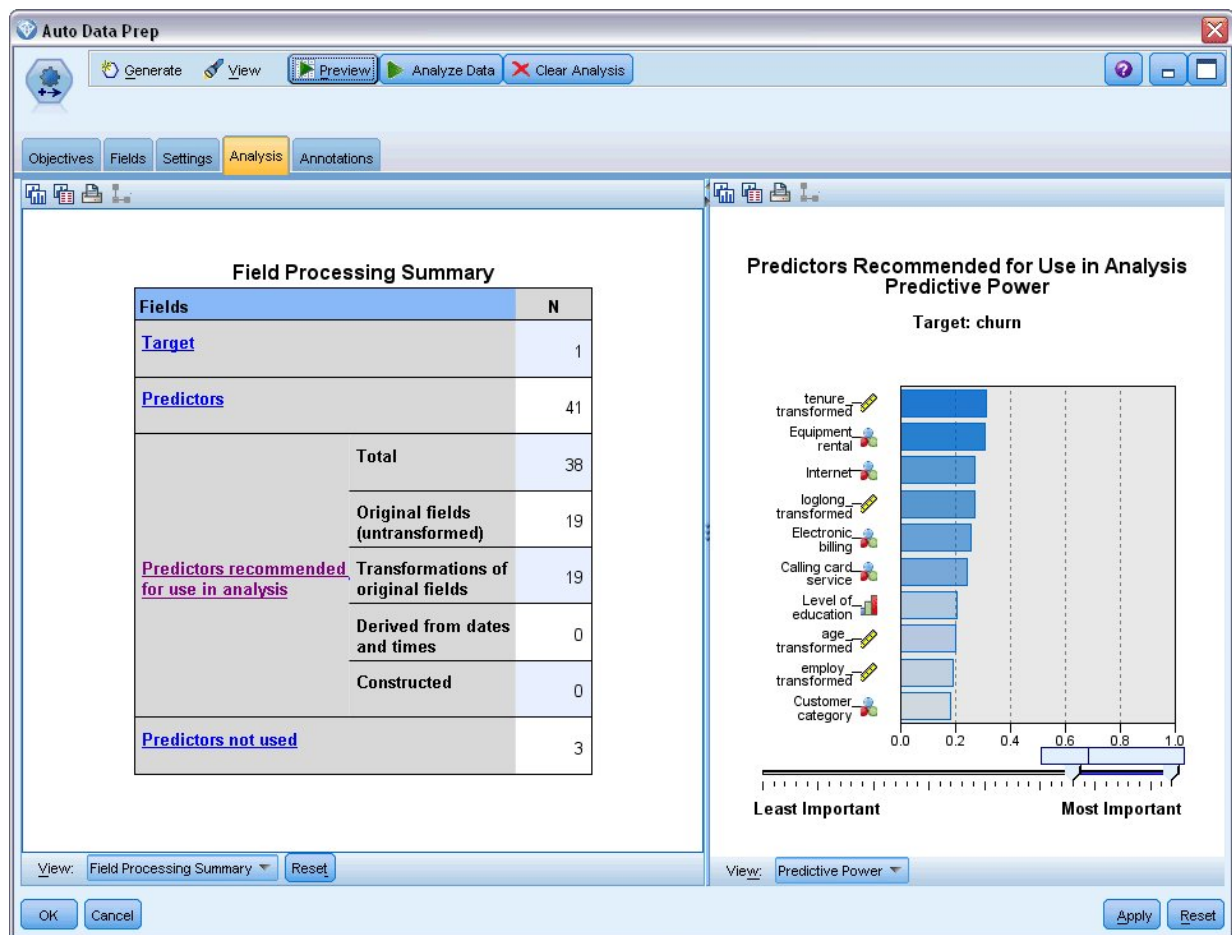 Auto Data Prep
Generate View Preview Analyze Data Clear Analysis ?
Objectives Fields Settings Analysis Annotations
Field Processing Summary
Fields N
Target 1
Predictors 41
Predictors recommended for use in analysis
Total 38
Original fields (untransformed) 19
Transformations of original fields 19
Derived from dates and times 0
Constructed 0
Predictors not used 3
View: Field Processing Summary Reset
Predictors Recommended for Use in Analysis
Predictive Power
Target: churn
tenure_
transformed
Equipment_
rental
Internet
loglong_
transformed
Electronic_
billing
Calling card_
service
Level of_
education
age_
transformed
employ_
transformed
Customer_
category
0.0 0.2 0.4 0.6 0.8 1.0
Least Important Most Important
View: Predictive Power
OK Cancel Apply Reset